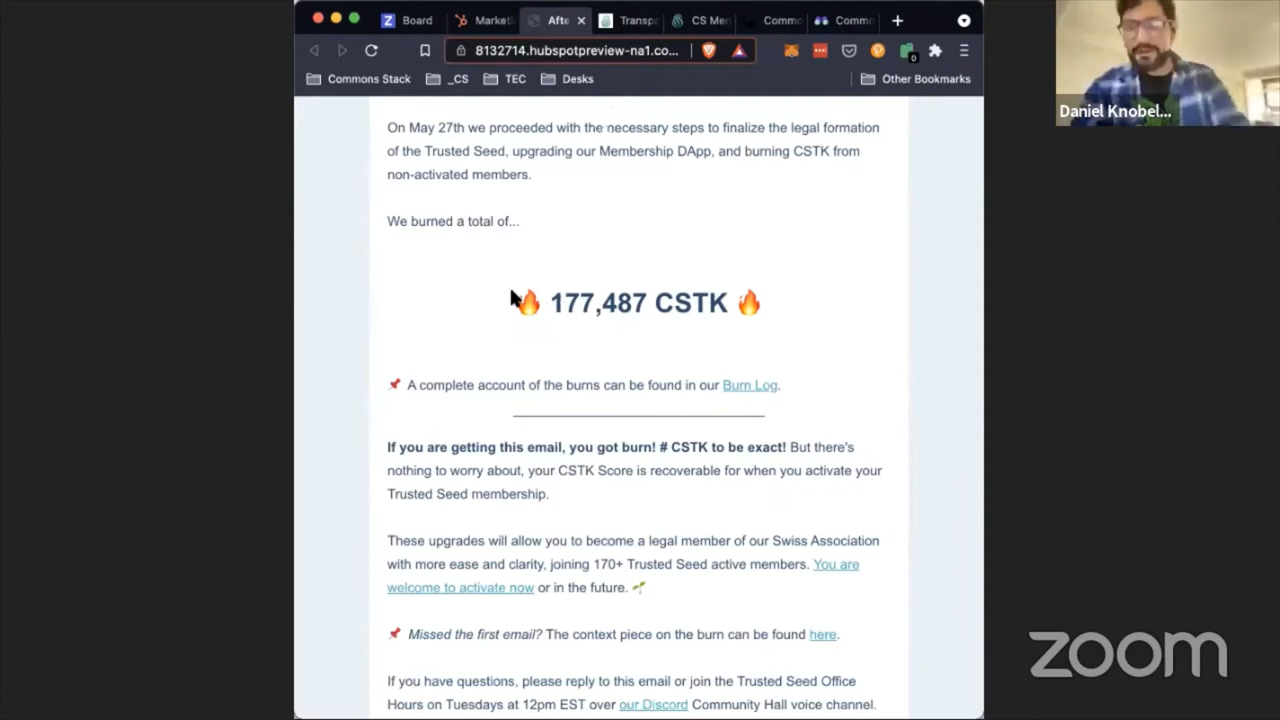 Board
Marketi
Afte
Transpa
CS Mem
Commo
Commo
8132714.hubspotpreview-na1.co...
0
Commons Stack
_CS
TEC
Desks
Other Bookmarks
Daniel Knobel...
On May 27th we proceeded with the necessary steps to finalize the legal formation
of the Trusted Seed, upgrading our Membership DApp, and burning CSTK from
non-activated members.
We burned a total of...
🔥 177,487 CSTK 🔥
📌 A complete account of the burns can be found in our Burn Log.
If you are getting this email, you got burn! # CSTK to be exact! But there's
nothing to worry about, your CSTK Score is recoverable for when you activate your
Trusted Seed membership.
These upgrades will allow you to become a legal member of our Swiss Association
with more ease and clarity, joining 170+ Trusted Seed active members. You are
welcome to activate now or in the future. 🌱
📌 Missed the first email? The context piece on the burn can be found here.
If you have questions, please reply to this email or join the Trusted Seed Office
Hours on Tuesdays at 12pm EST over our Discord Community Hall voice channel.
zoom